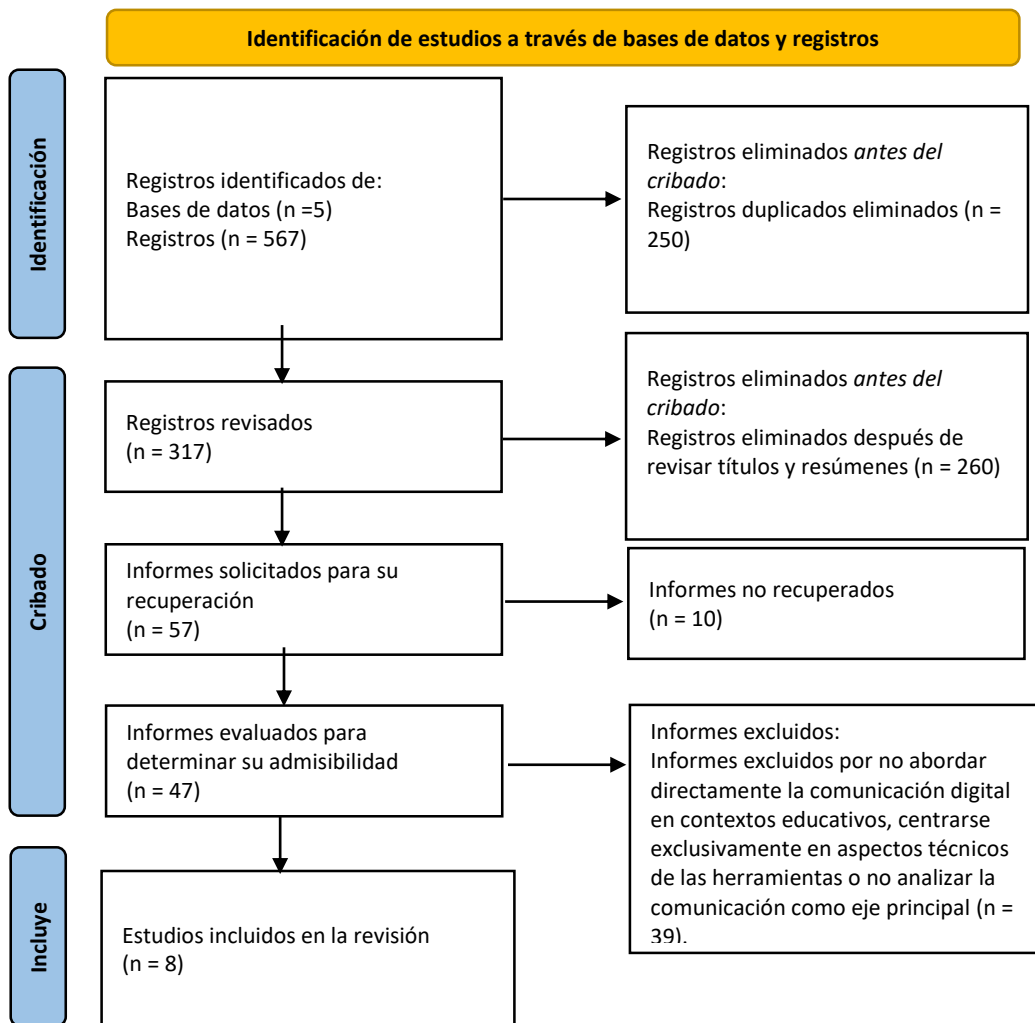 Identificación de estudios a través de bases de datos y registros
Identificación
Registros identificados de:
Bases de datos (n =5)
Registros (n = 567)
Registros eliminados antes del
cribado:
Registros duplicados eliminados (n =
250)
Cribado
Registros revisados
(n = 317)
Registros eliminados antes del
cribado:
Registros eliminados después de
revisar títulos y resúmenes (n = 260)
Informes solicitados para su
recuperación
(n = 57)
Informes no recuperados
(n = 10)
Informes evaluados para
determinar su admisibilidad
(n = 47)
Informes excluidos:
Informes excluidos por no abordar
directamente la comunicación digital
en contextos educativos, centrarse
exclusivamente en aspectos técnicos
de las herramientas o no analizar la
comunicación como eje principal (n =
39).
Incluye
Estudios incluidos en la revisión
(n = 8)